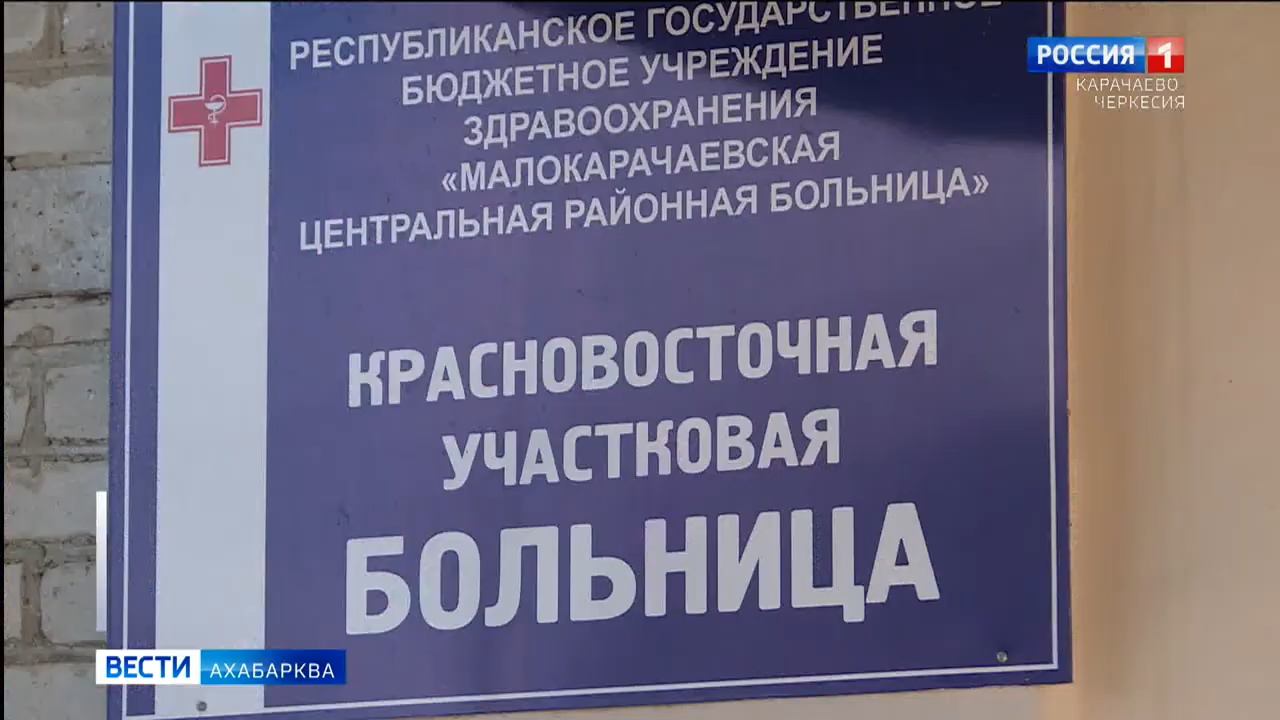 РЕСПУБЛИКАНСКОЕ ГОСУДАРСТВЕННОЕ
БЮДЖЕТНОЕ УЧРЕЖДЕНИЕ
ЗДРАВООХРАНЕНИЯ
«МАЛОКАРАЧАЕВСКАЯ
ЦЕНТРАЛЬНАЯ РАЙОННАЯ БОЛЬНИЦА»
КРАСНОВОСТОЧНАЯ
УЧАСТКОВАЯ
БОЛЬНИЦА
РОССИЯ 1
КАРАЧАЕВО
ЧЕРКЕСИЯ
ВЕСТИ АХАБАРКВА